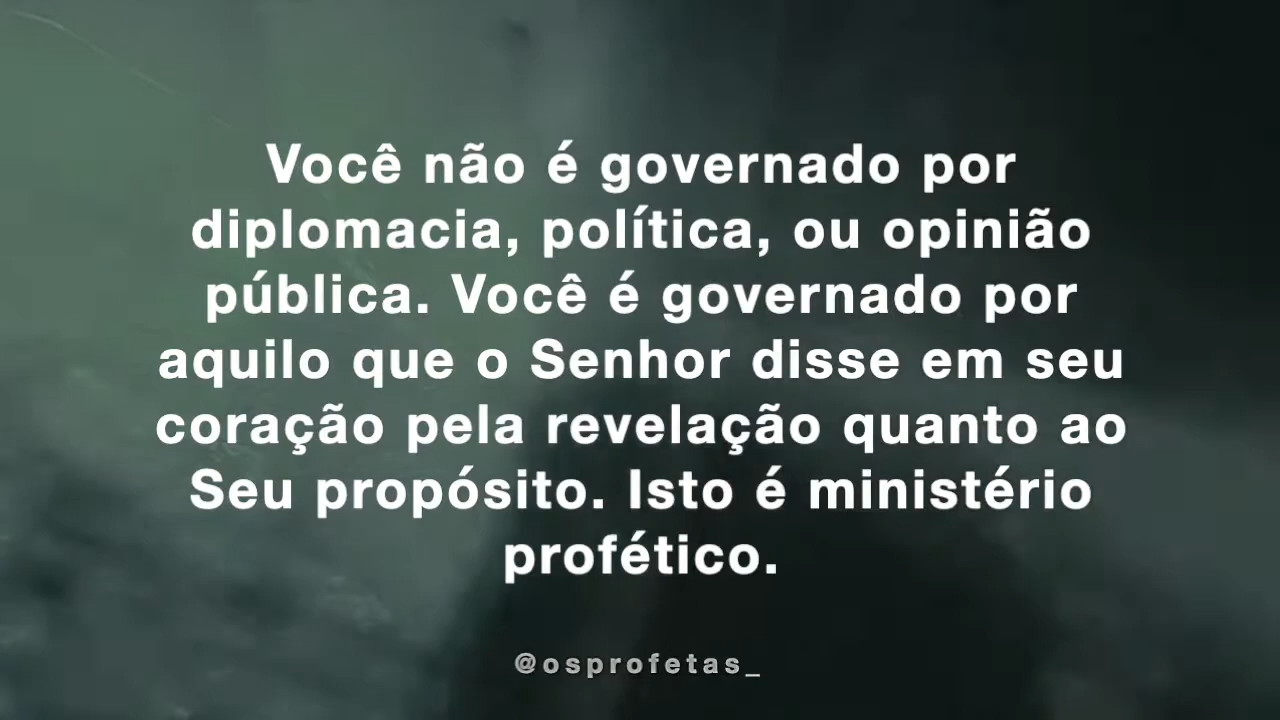 Você não é governado por
diplomacia, política, ou opinião
pública. Você é governado por
aquilo que o Senhor disse em seu
coração pela revelação quanto ao
Seu propósito. Isto é ministério
profético.
@osprofetas_